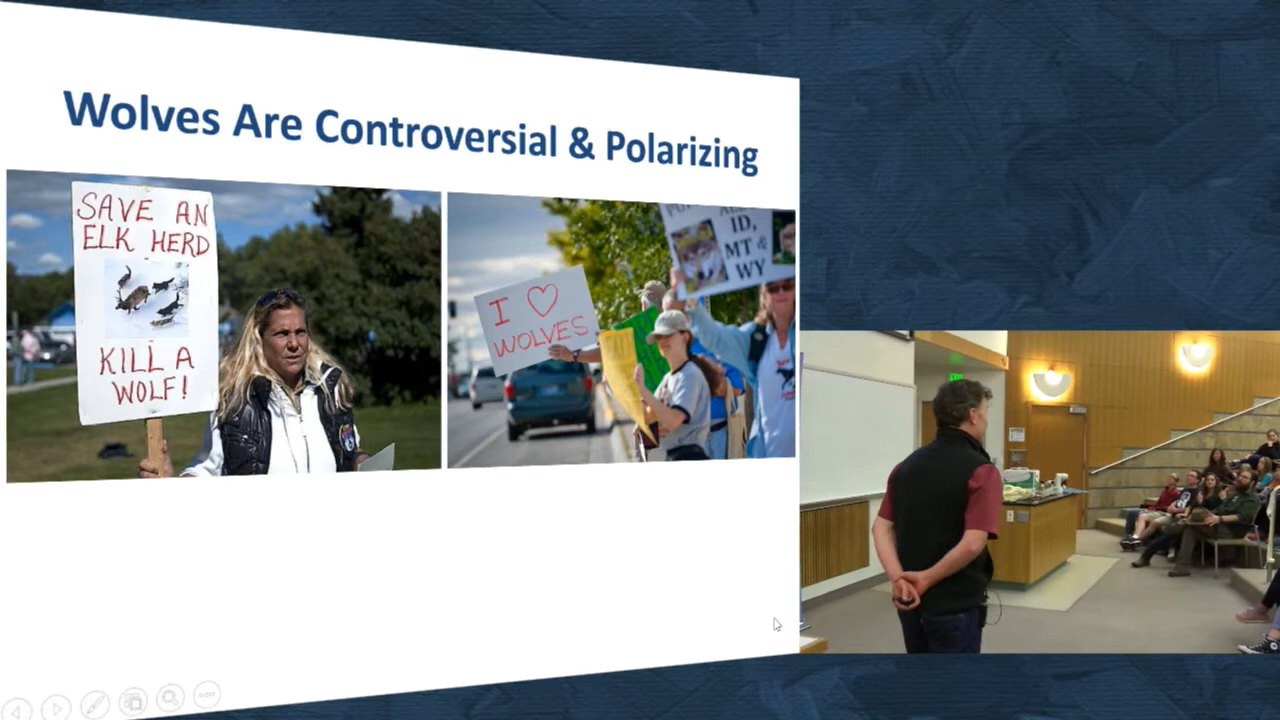 Wolves Are Controversial & Polarizing
SAVE AN
ELK HERD
KILL A
WOLF!
I ♡
WOLVES
ID,
MT &
WY